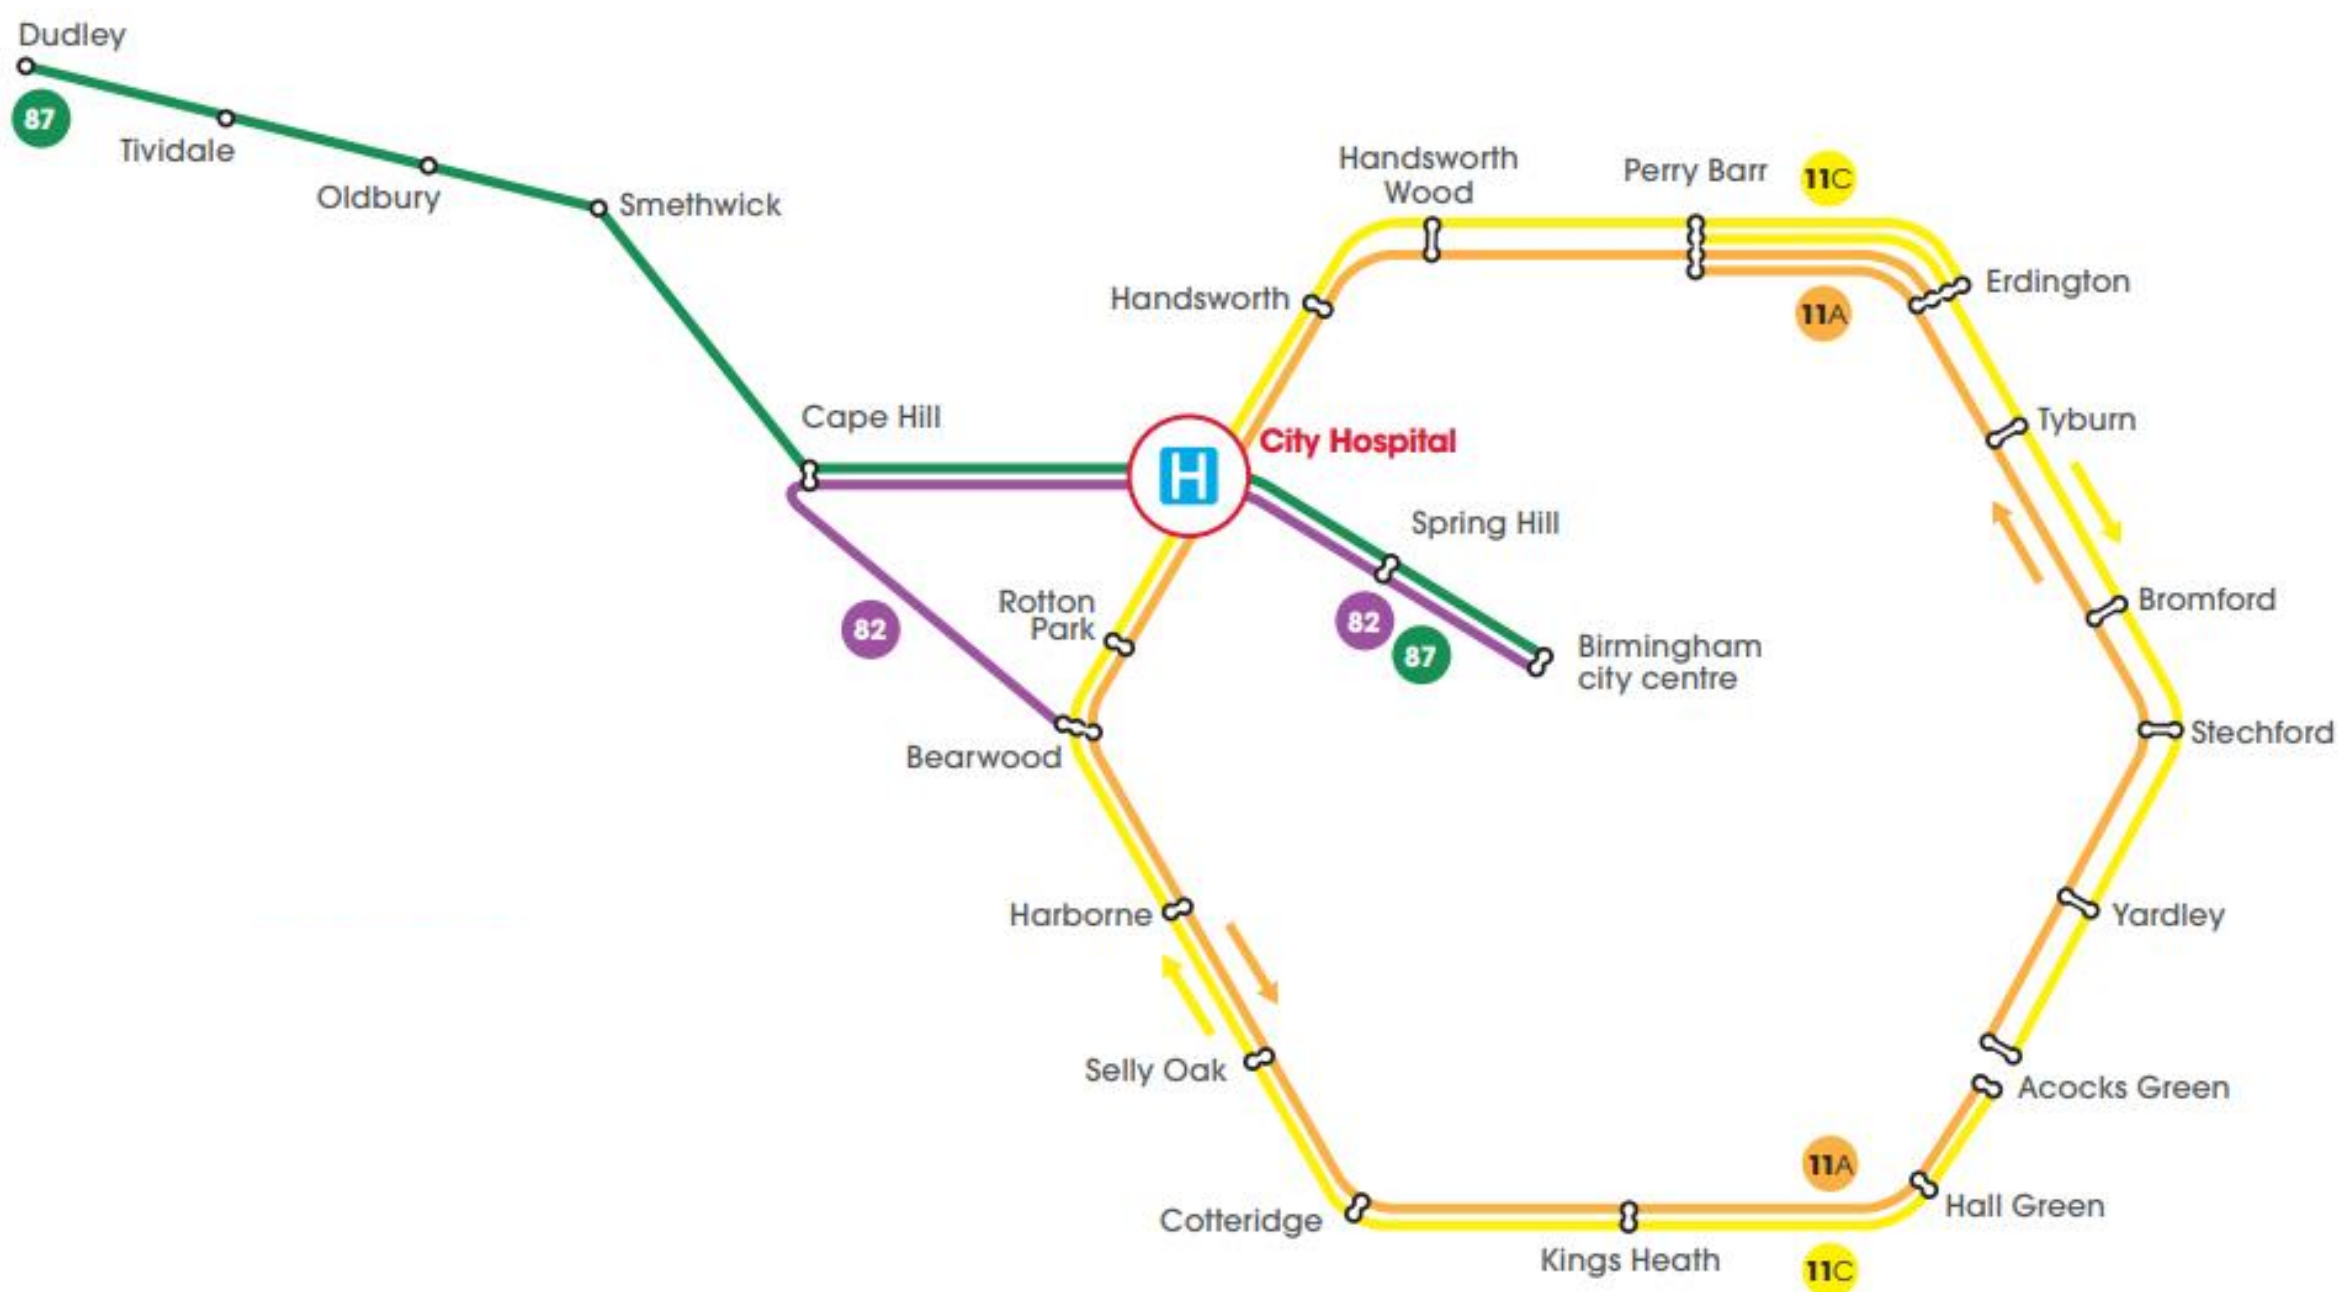 Dudley
87
Tividale
Oldbury
Smethwick
Handsworth
Wood
Perry Barr
11C
Handsworth
11A
Erdington
Cape Hill
City Hospital
H
Tyburn
Spring Hill
Rotton
Park
82
82
87
Birmingham
city centre
Bromford
Bearwood
Stechford
Harborne
Yardley
Selly Oak
Acocks Green
11A
Hall Green
Cotteridge
Kings Heath
11C